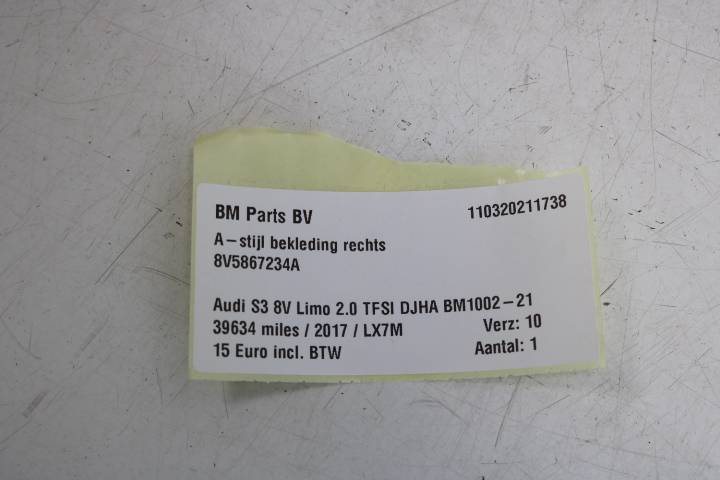 BM Parts BV 110320211738
A-stijl bekleding rechts
8V5867234A
Audi S3 8V Limo 2.0 TFSI DJHA BM1002-21
39634 miles / 2017 / LX7M Verz: 10
15 Euro incl. BTW Aantal: 1